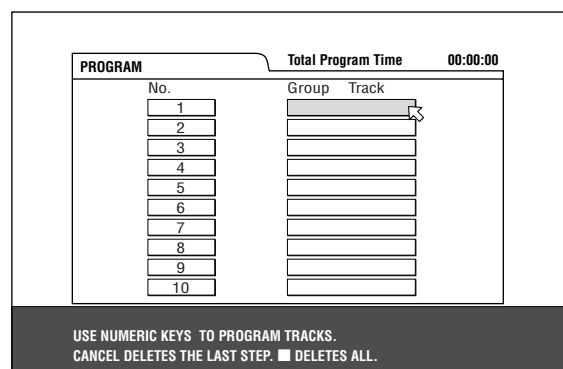 PROGRAM Total Program Time 00:00:00
No. Group Track
1
2
3
4
5
6
7
8
9
10
USE NUMERIC KEYS TO PROGRAM TRACKS.
CANCEL DELETES THE LAST STEP. ■ DELETES ALL.